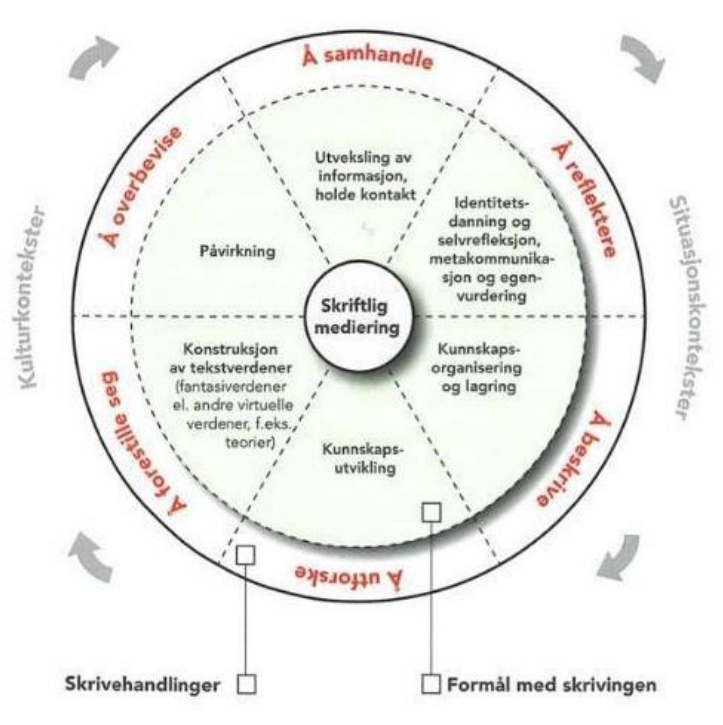 Å samhandle
Å reflektere
Å beskrive
Å utforske
Å forestille seg
Å overbevise
Kulturkontekster
Situasjonskontekster
Utveksling av
informasjon,
holde kontakt
Identitets-
danning og
selvrefleksjon,
metakommunika-
sjon og egen-
vurdering
Kunnskaps-
organisering
og lagring
Kunnskaps-
utvikling
Konstruksjon
av tekstverdener
(fantasiverdener
el. andre virtuelle
verdener, f.eks.
teorier)
Påvirkning
Skriftlig
mediering
Skrivehandlinger
Formål med skrivingen